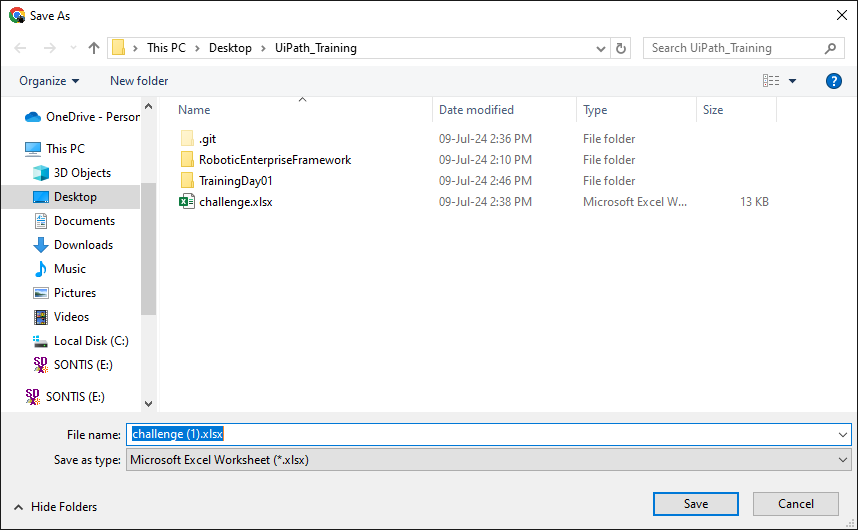 Save As
This PC > Desktop > UiPath_Training
Search UiPath_Training
Organize
New folder
?
Name Date modified Type Size
OneDrive - Person
This PC
3D Objects
Desktop
Documents
Downloads
Music
Pictures
Videos
Local Disk (C:)
SONTIS (E:)
SONTIS (E:)
.git 09-Jul-24 2:36 PM File folder
RoboticEnterpriseFramework 09-Jul-24 2:10 PM File folder
TrainingDay01 09-Jul-24 2:46 PM File folder
challenge.xlsx 09-Jul-24 2:38 PM Microsoft Excel W... 13 KB
File name: challenge (1).xlsx
Save as type: Microsoft Excel Worksheet (*.xlsx)
Hide Folders
Save
Cancel